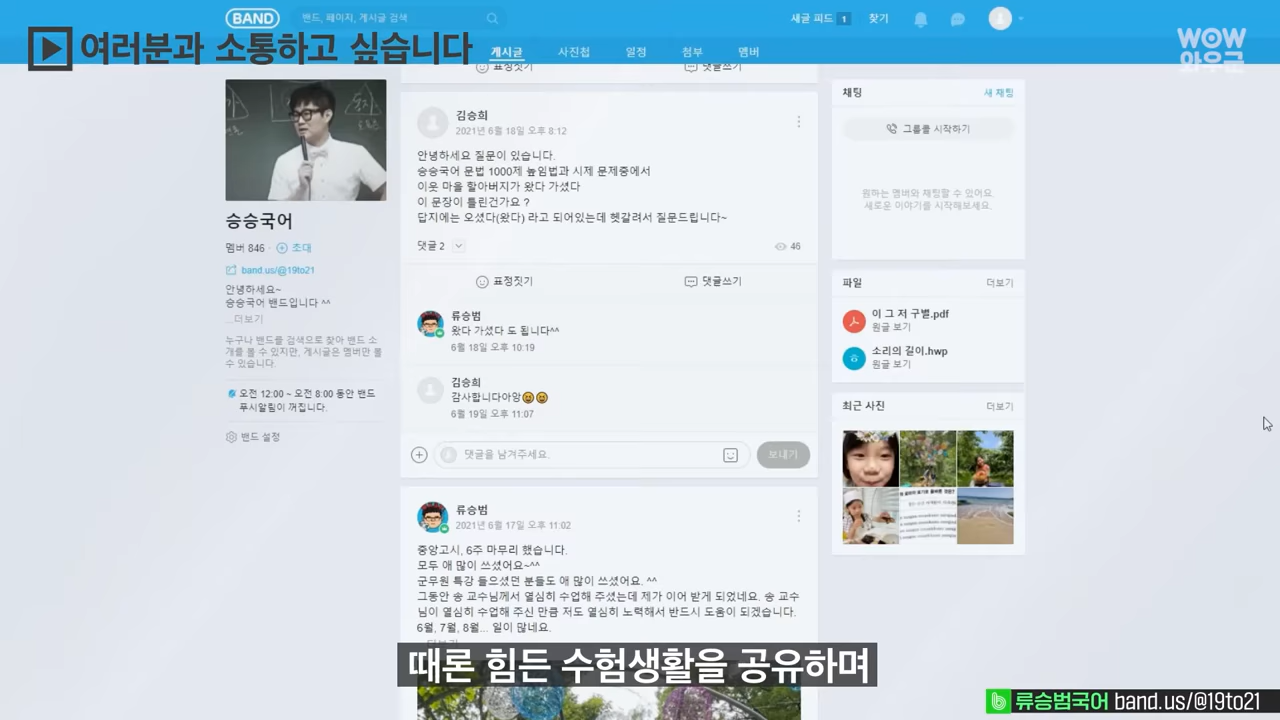 BAND
밴드, 페이지, 게시글 검색
새글 피드 1
찾기
▶ 여러분과 소통하고 싶습니다
게시글
사진첩
일정
첨부
멤버
WOW
와우큰
표정짓기
댓글쓰기
승승국어
멤버 846 · 초대
band.us/@19to21
안녕하세요~
승승국어 밴드입니다 ^^
...더보기
누구나 밴드를 검색으로 찾아 밴드 소
개를 볼 수 있지만, 게시글은 멤버만 볼
수 있습니다.
오전 12:00 ~ 오전 8:00 동안 밴드
푸시알림이 꺼집니다.
밴드 설정
김승희
2021년 6월 18일 오후 8:12
안녕하세요 질문이 있습니다.
승승국어 문법 1000제 높임법과 시제 문제중에서
이웃 마을 할아버지가 왔다 가셨다
이 문장이 틀린건가요 ?
답지에는 오셨다(왔다) 라고 되어있는데 헷갈려서 질문드립니다~
댓글 2
46
표정짓기
댓글쓰기
류승범
왔다 가셨다 도 됩니다^^
6월 18일 오후 10:19
김승희
감사합니다아앙
6월 19일 오후 11:07
댓글을 남겨주세요.
보내기
류승범
2021년 6월 17일 오후 11:02
중앙고시, 6주 마무리 했습니다.
모두 애 많이 쓰셨어요~^^
군무원 특강 들으셨던 분들도 애 많이 쓰셨어요. ^^
그동안 송 교수님께서 열심히 수업해 주셨는데 제가 이어 받게 되었네요. 송 교수
님이 열심히 수업해 주신 만큼 저도 열심히 노력해서 반드시 도움이 되겠습니다.
6월, 7월, 8월... 일이 많네요.
채팅
새 채팅
그룹콜 시작하기
원하는 멤버와 채팅할 수 있어요.
새로운 이야기를 시작해보세요.
파일
더보기
이 그 저 구별.pdf
원글 보기
소리의 길이.hwp
원글 보기
최근 사진
더보기
때론 힘든 수험생활을 공유하며
류승범국어 band.us/@19to21